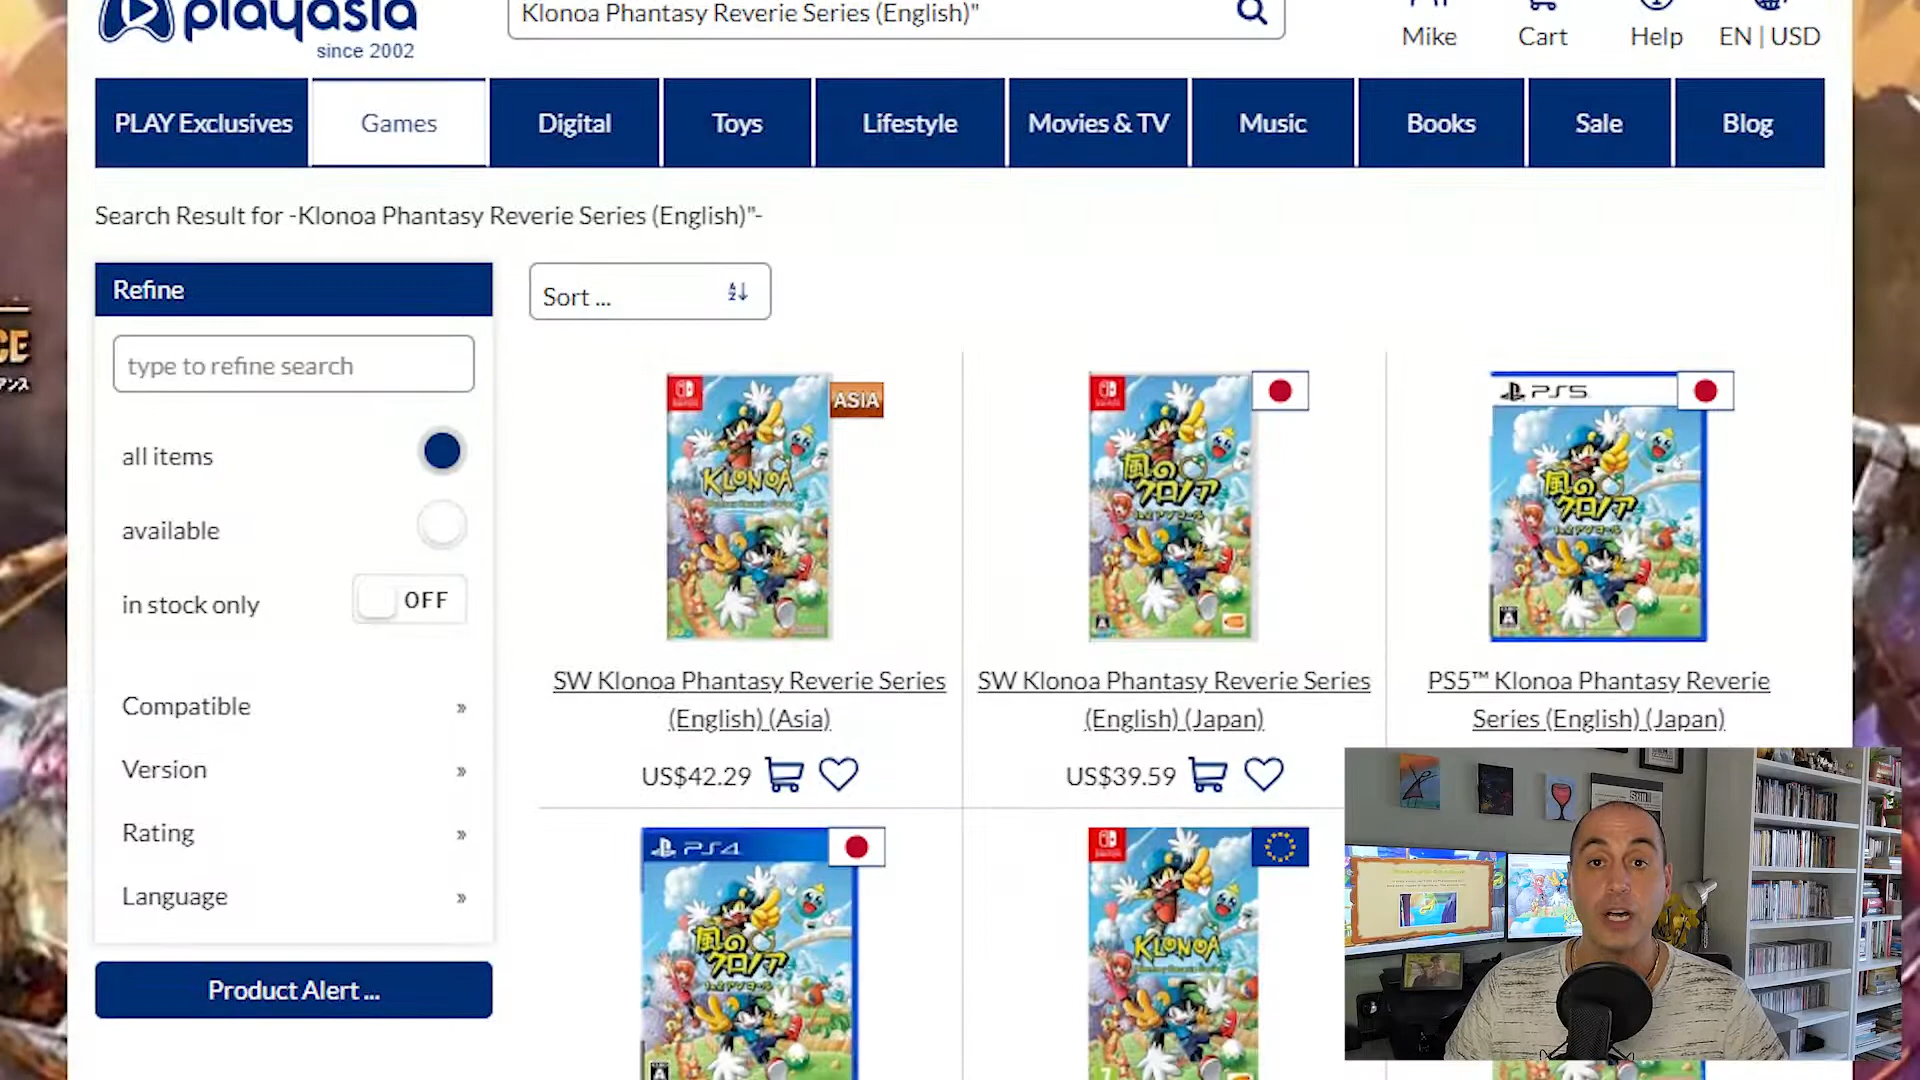 playasia
since 2002
Klonoa Phantasy Reverie Series (English)"
Mike
Cart
Help
EN | USD
PLAY Exclusives
Games
Digital
Toys
Lifestyle
Movies & TV
Music
Books
Sale
Blog
Search Result for -Klonoa Phantasy Reverie Series (English)"-
Refine
Sort ...
type to refine search
all items
available
in stock only
OFF
Compatible »
Version »
Rating »
Language »
Product Alert ...
ASIA
KLONOA
SW Klonoa Phantasy Reverie Series
(English) (Asia)
US$42.29
風の
クロノア
SW Klonoa Phantasy Reverie Series
(English) (Japan)
US$39.59
PS5
風の
クロノア
PS5™ Klonoa Phantasy Reverie
Series (English) (Japan)
PS4
風の
クロノア
KLONOA
CE